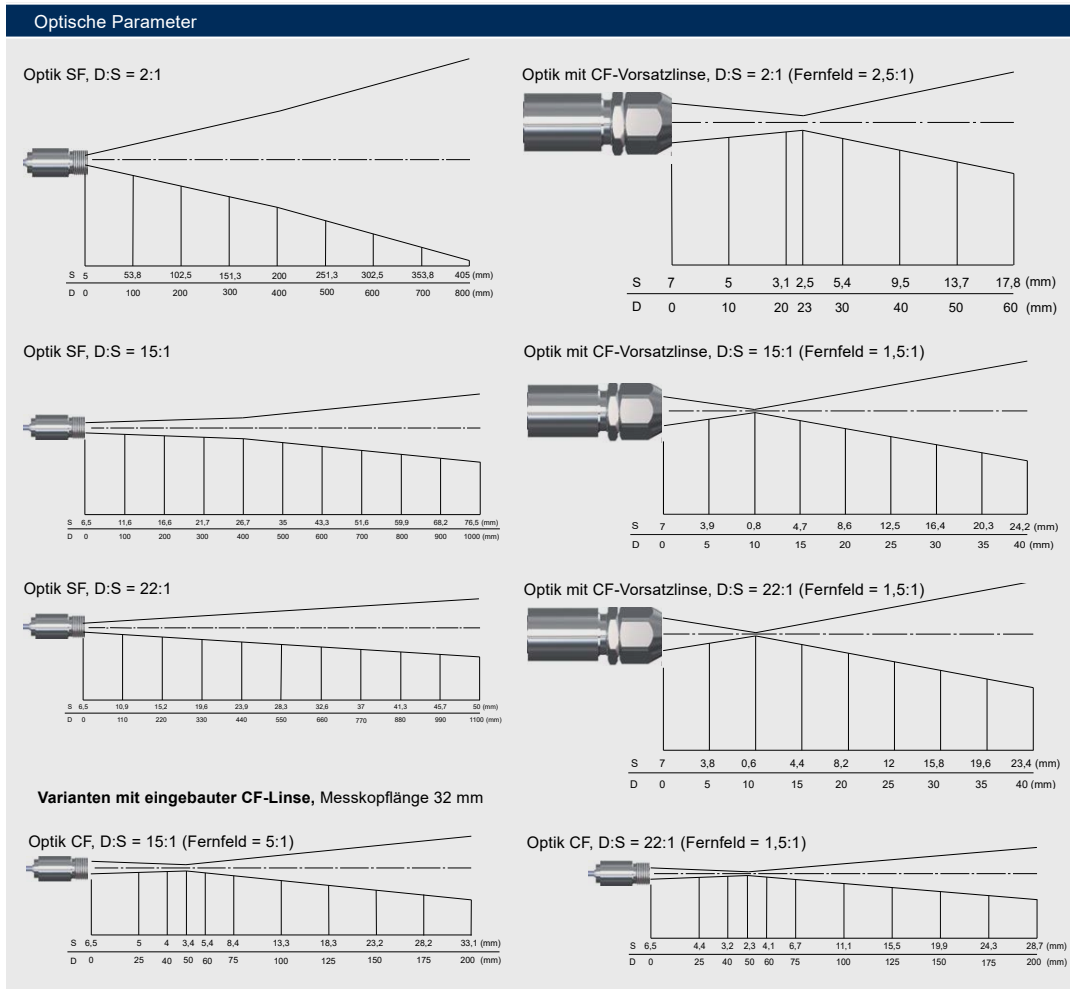 Optische Parameter
Optik SF, D:S = 2:1
S 5 53,8 102,5 151,3 200 251,3 302,5 353,8 405 (mm)
D 0 100 200 300 400 500 600 700 800 (mm)
Optik mit CF-Vorsatzlinse, D:S = 2:1 (Fernfeld = 2,5:1)
S 7 5 3,1 2,5 5,4 9,5 13,7 17,8 (mm)
D 0 10 20 23 30 40 50 60 (mm)
Optik SF, D:S = 15:1
S 6,5 11,6 16,6 21,7 26,7 35 43,3 51,6 59,9 68,2 76,5 (mm)
D 0 100 200 300 400 500 600 700 800 900 1000 (mm)
Optik mit CF-Vorsatzlinse, D:S = 15:1 (Fernfeld = 1,5:1)
S 7 3,9 0,8 4,7 8,6 12,5 16,4 20,3 24,2 (mm)
D 0 5 10 15 20 25 30 35 40 (mm)
Optik SF, D:S = 22:1
S 6,5 10,9 15,2 19,6 23,9 28,3 32,6 37 41,3 45,7 50 (mm)
D 0 110 220 330 440 550 660 770 880 990 1100 (mm)
Optik mit CF-Vorsatzlinse, D:S = 22:1 (Fernfeld = 1,5:1)
S 7 3,8 0,6 4,4 8,2 12 15,8 19,6 23,4 (mm)
D 0 5 10 15 20 25 30 35 40 (mm)
Varianten mit eingebauter CF-Linse, Messkopflänge 32 mm
Optik CF, D:S = 15:1 (Fernfeld = 5:1)
S 6,5 5 4 3,4 5,4 8,4 13,3 18,3 23,2 28,2 33,1 (mm)
D 0 25 40 50 60 75 100 125 150 175 200 (mm)
Optik CF, D:S = 22:1 (Fernfeld = 1,5:1)
S 6,5 4,4 3,2 2,3 4,1 6,7 11,1 15,5 19,9 24,3 28,7 (mm)
D 0 25 40 50 60 75 100 125 150 175 200 (mm)